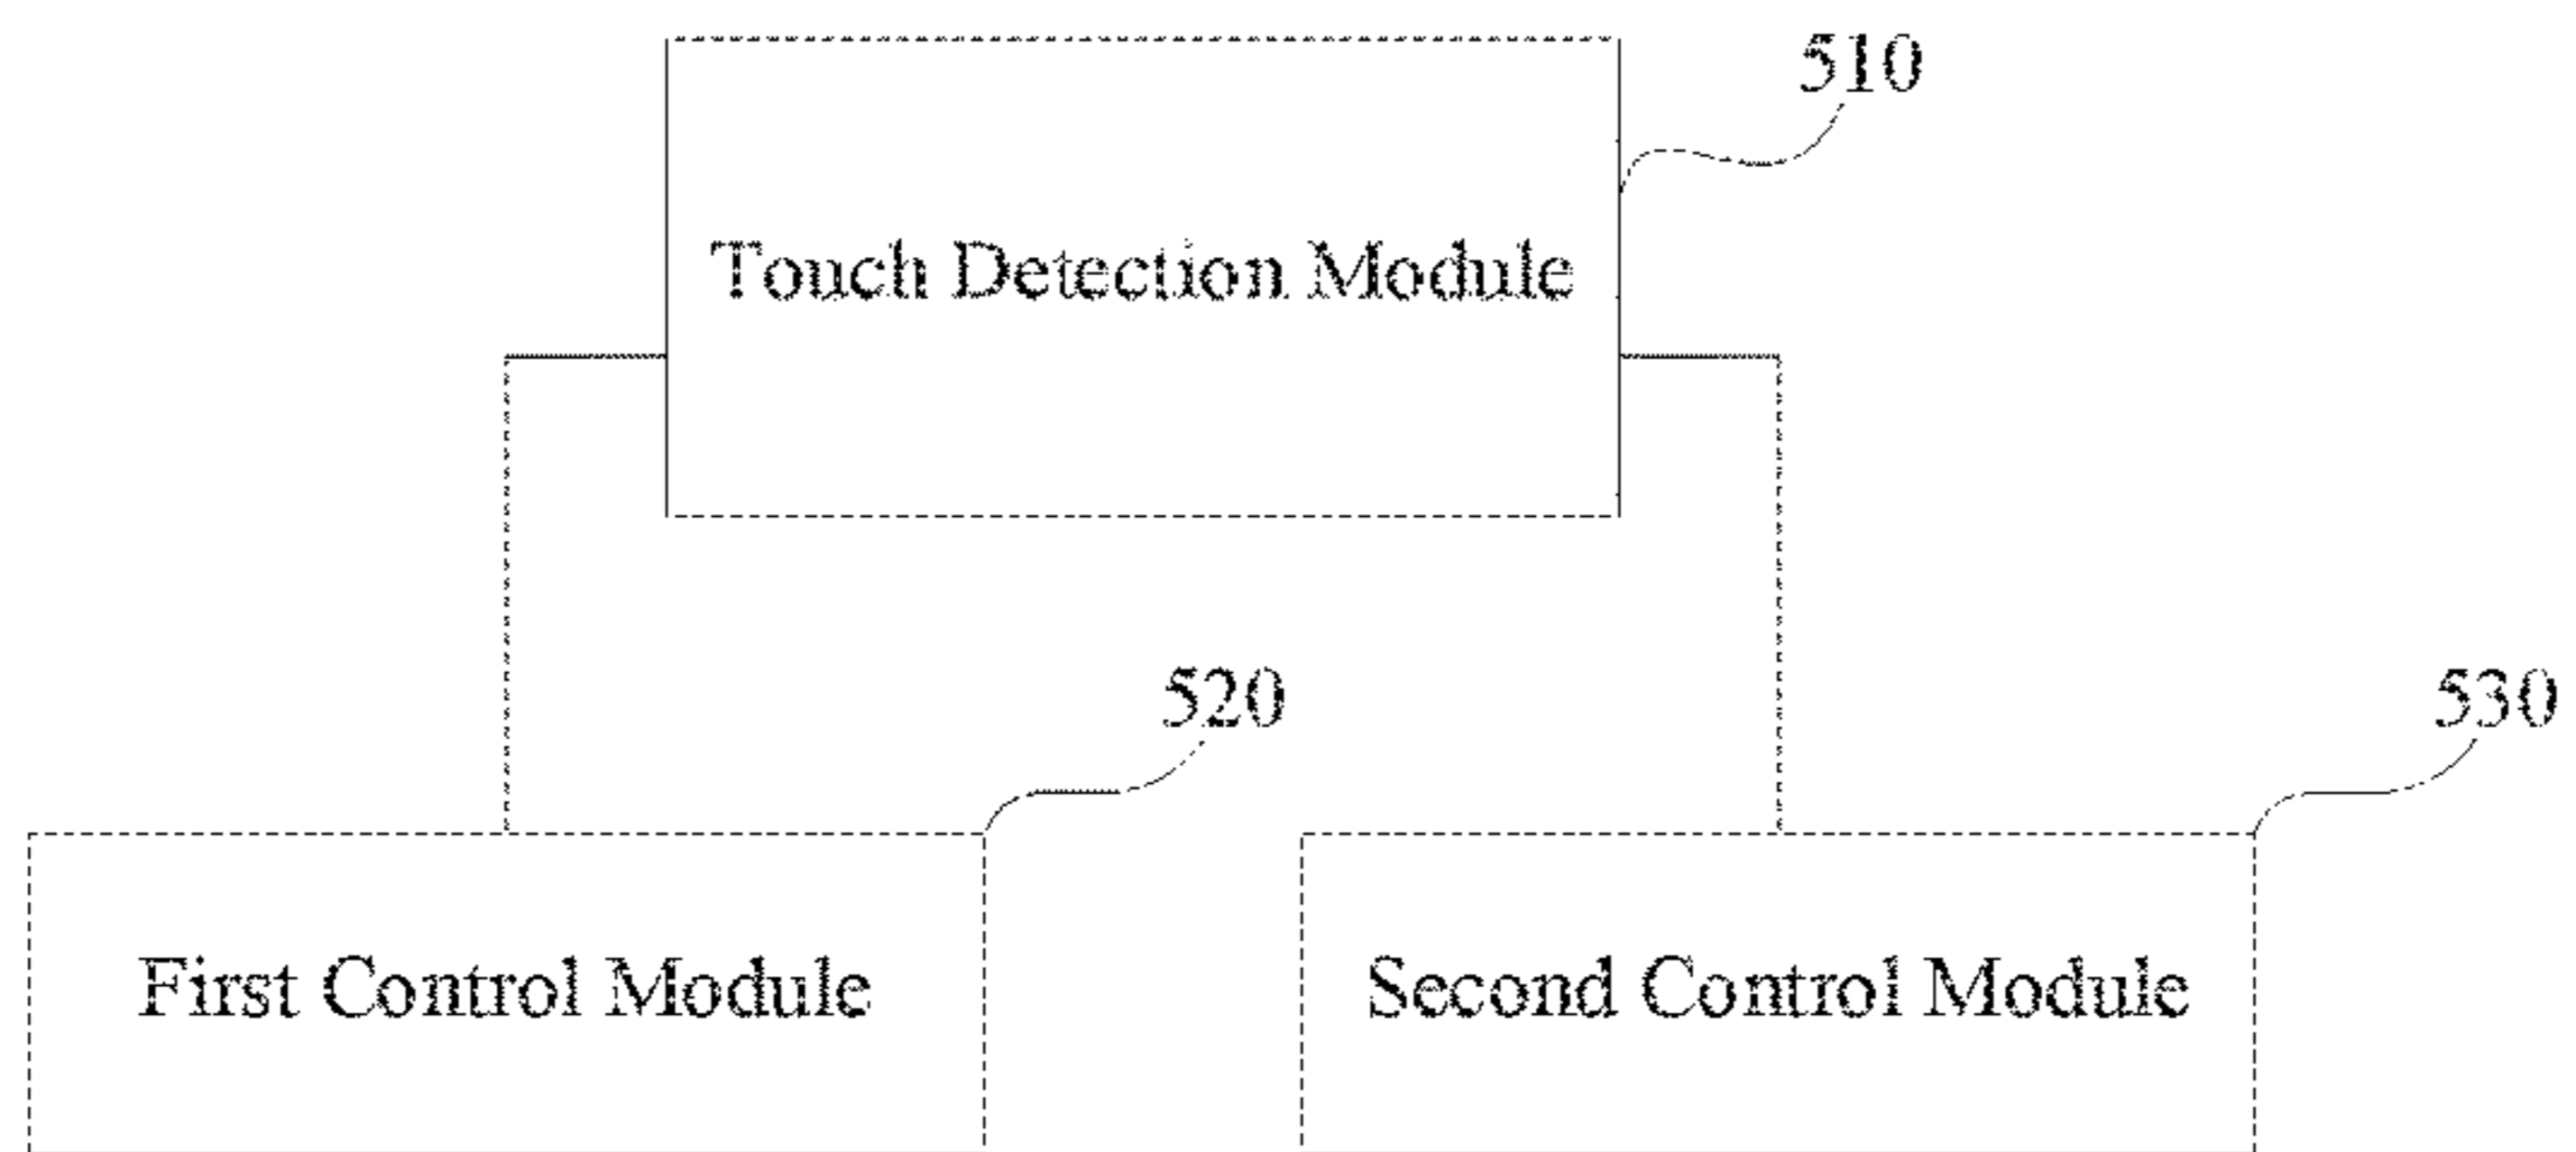 510
Touch Detection Module
520
530
First Control Module
Second Control Module